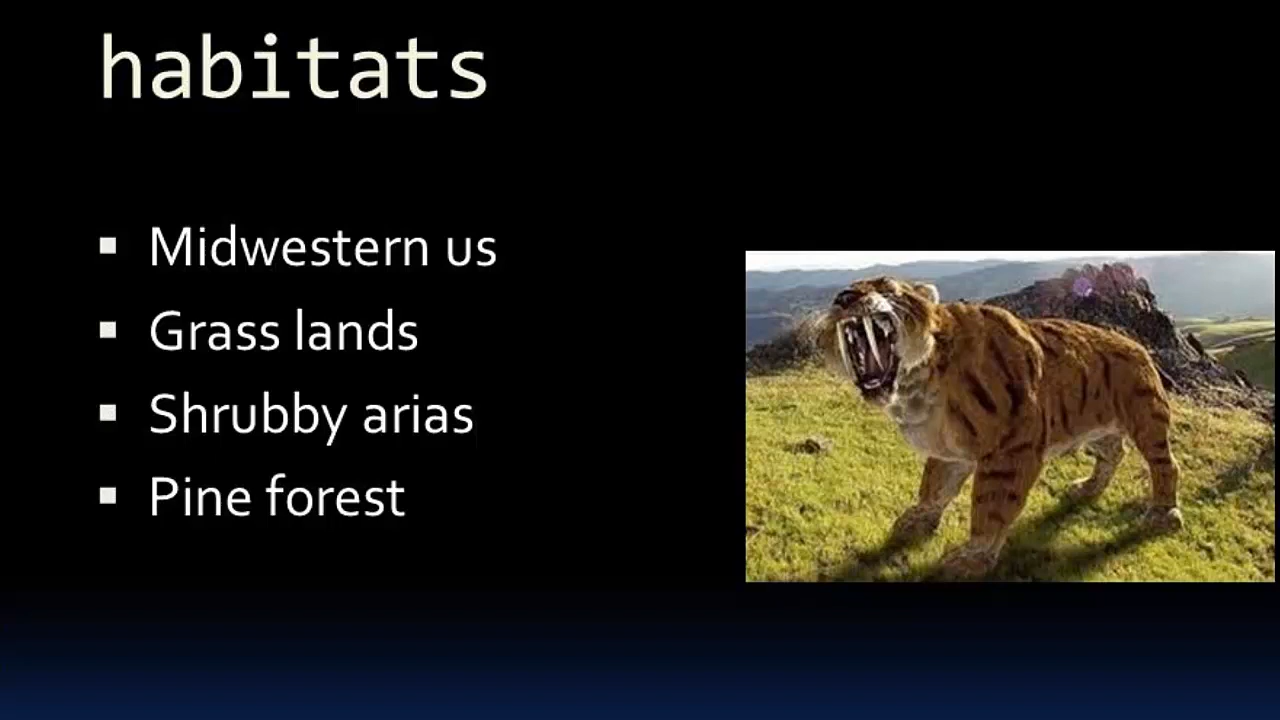 habitats
Midwestern us
Grass lands
Shrubby arias
Pine forest